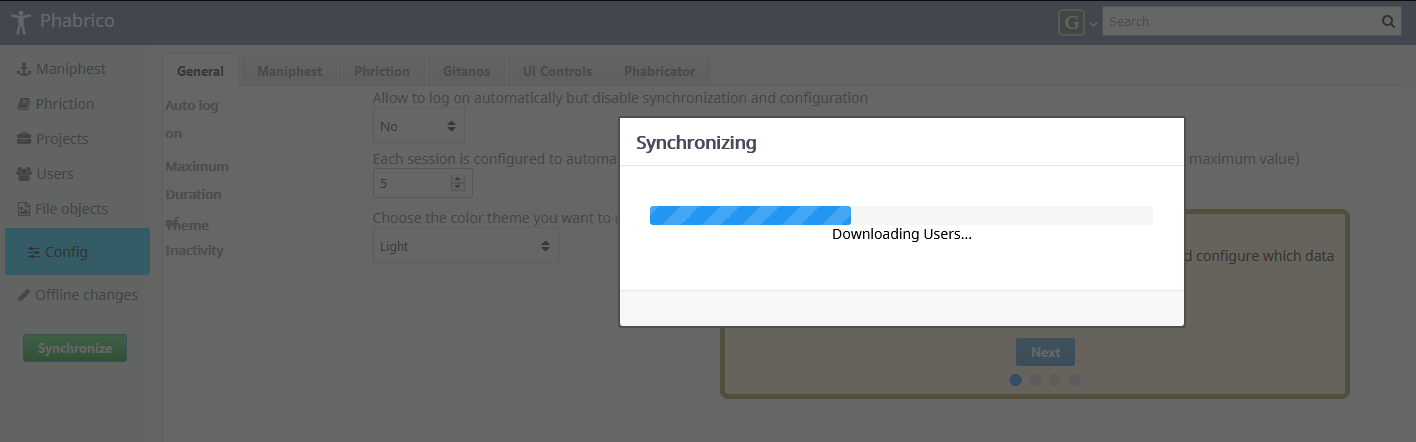 Phabrico
G
Search
Maniphest
Phriction
Projects
Users
File objects
Config
Offline changes
Synchronize
General
Maniphest
Phriction
Gitanos
UI Controls
Phabricator
Auto log
on
Allow to log on automatically but disable synchronization and configuration
No
Maximum
Duration
of
Inactivity
Each session is configured to automa
maximum value)
5
Theme
Choose the color theme you want to u
Light
Synchronizing
Downloading Users...
d configure which data
Next